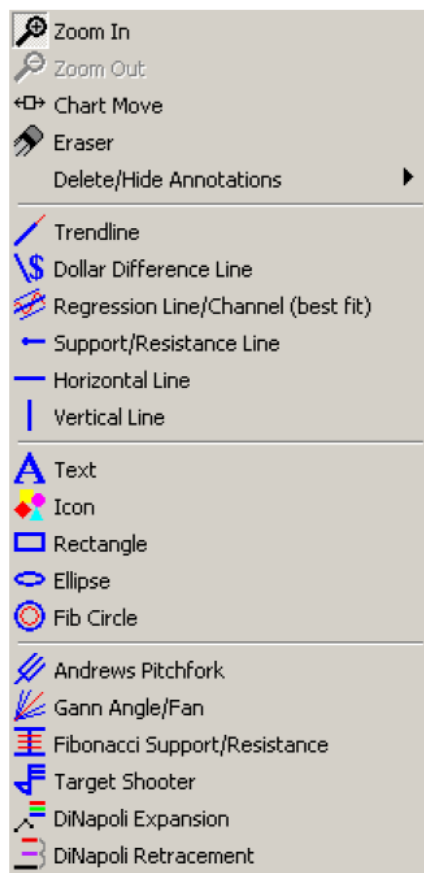 Zoom In
Zoom Out
Chart Move
Eraser
Delete/Hide Annotations
Trendline
Dollar Difference Line
Regression Line/Channel (best fit)
Support/Resistance Line
Horizontal Line
Vertical Line
Text
Icon
Rectangle
Ellipse
Fib Circle
Andrews Pitchfork
Gann Angle/Fan
Fibonacci Support/Resistance
Target Shooter
DiNapoli Expansion
DiNapoli Retracement